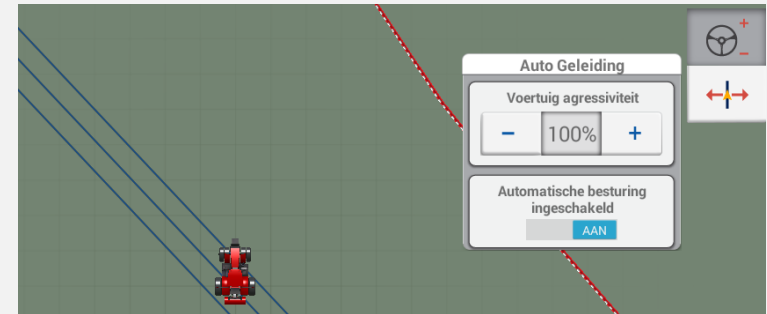 Auto Geleiding
Voertuig agressiviteit
− 100% +
Automatische besturing
ingeschakeld
AAN